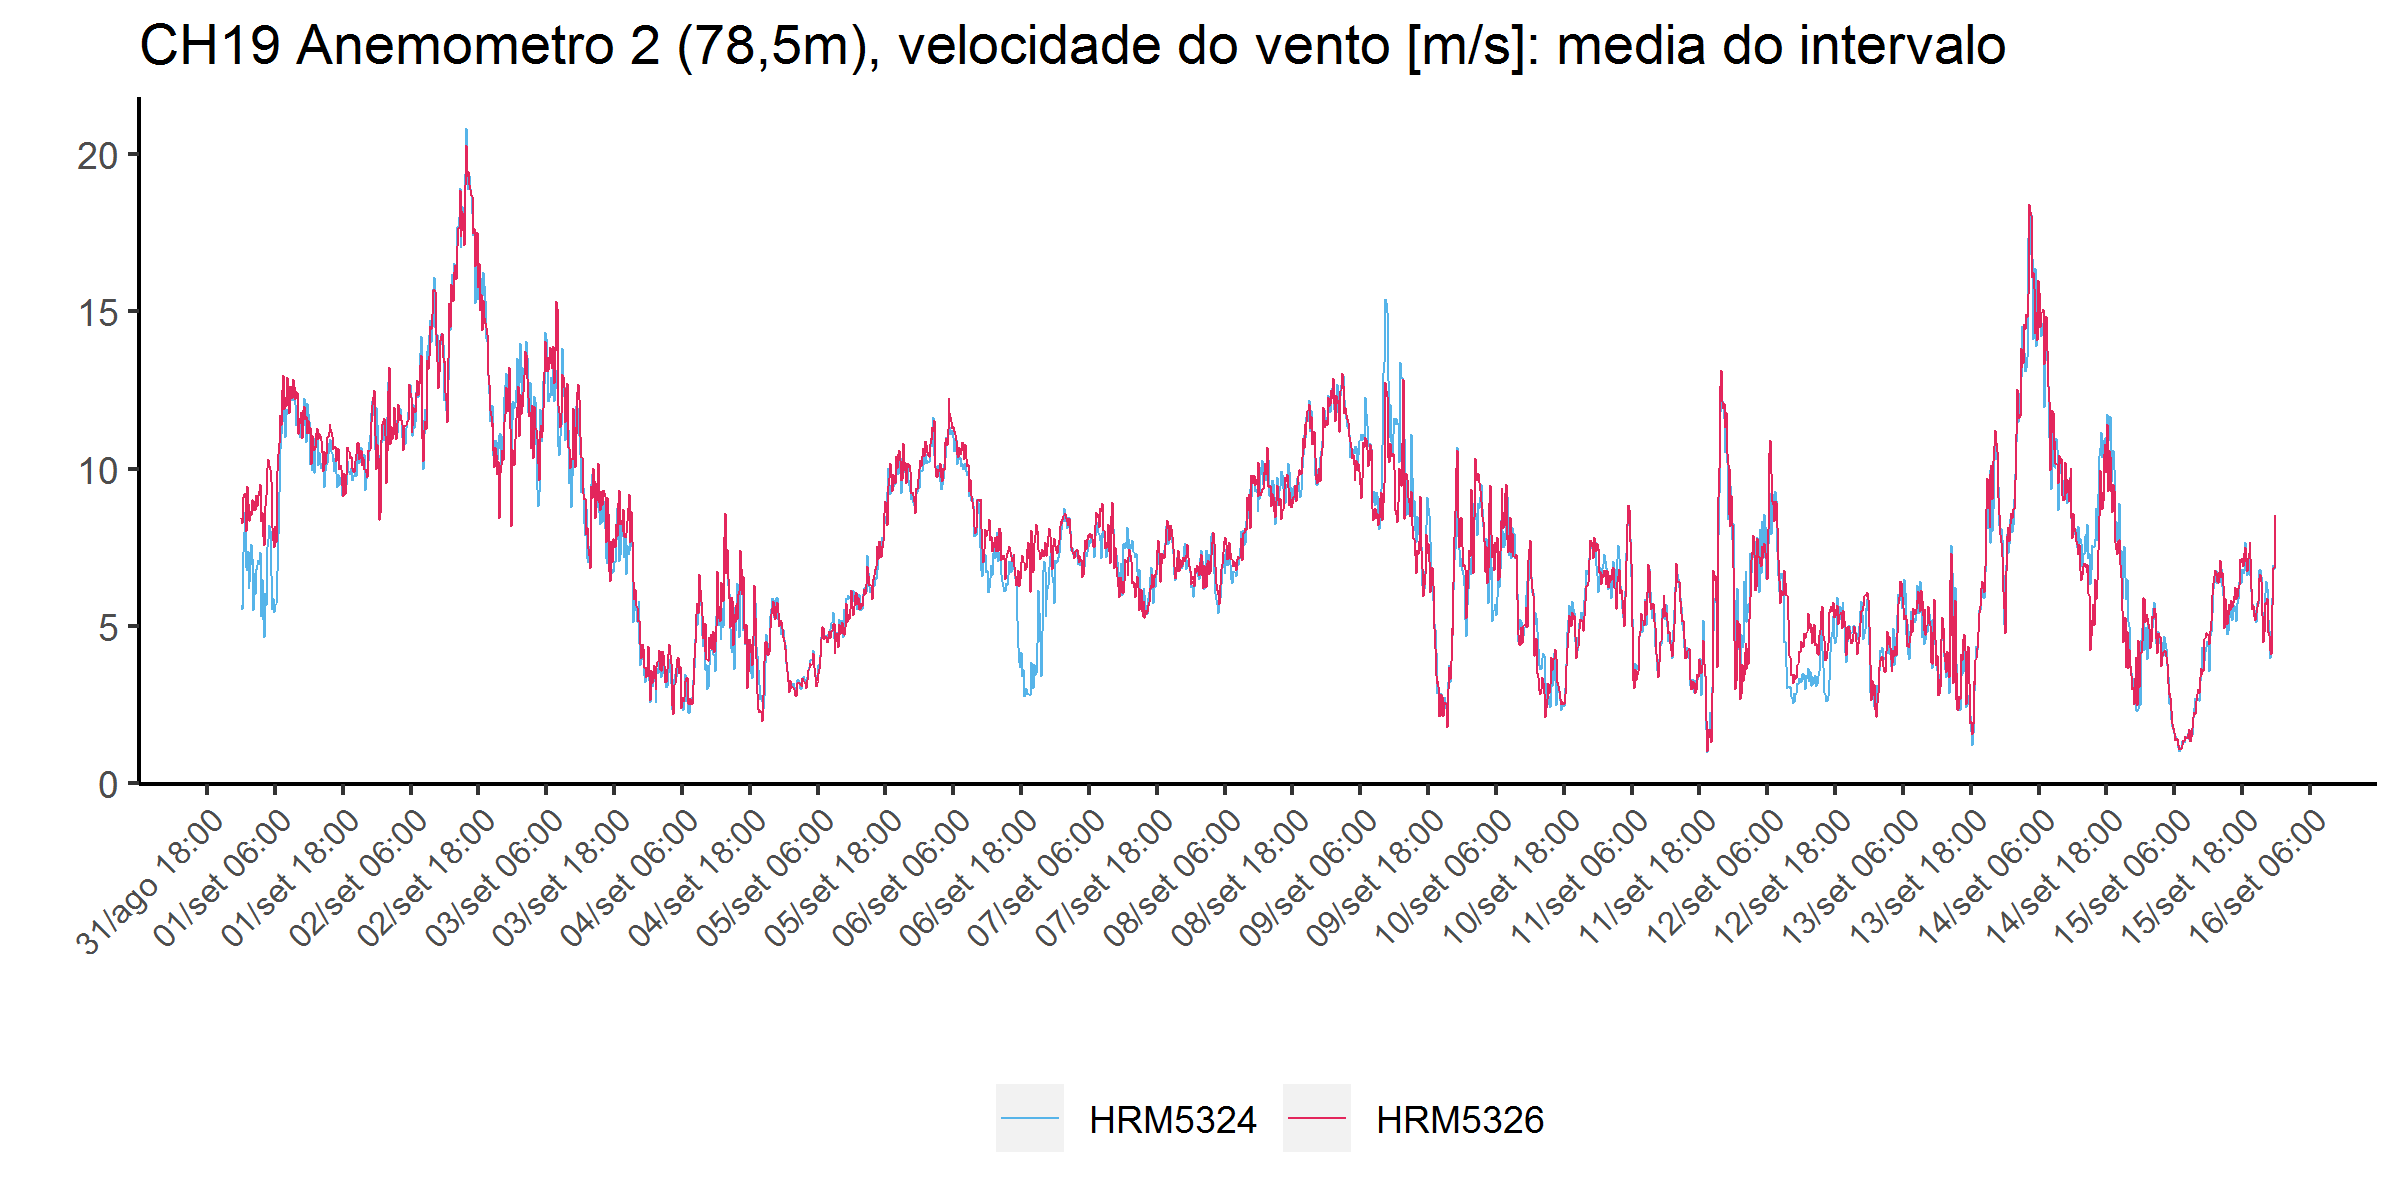 CH19 Anemometro 2 (78,5m), velocidade do vento [m/s]: media do intervalo
20
15
10
5
0
31/ago 18:00
01/set 06:00
01/set 18:00
02/set 06:00
02/set 18:00
03/set 06:00
03/set 18:00
04/set 06:00
04/set 18:00
05/set 06:00
05/set 18:00
06/set 06:00
06/set 18:00
07/set 06:00
07/set 18:00
08/set 06:00
08/set 18:00
09/set 06:00
09/set 18:00
10/set 06:00
10/set 18:00
11/set 06:00
11/set 18:00
12/set 06:00
12/set 18:00
13/set 06:00
13/set 18:00
14/set 06:00
14/set 18:00
15/set 06:00
15/set 18:00
16/set 06:00
HRM5324
HRM5326